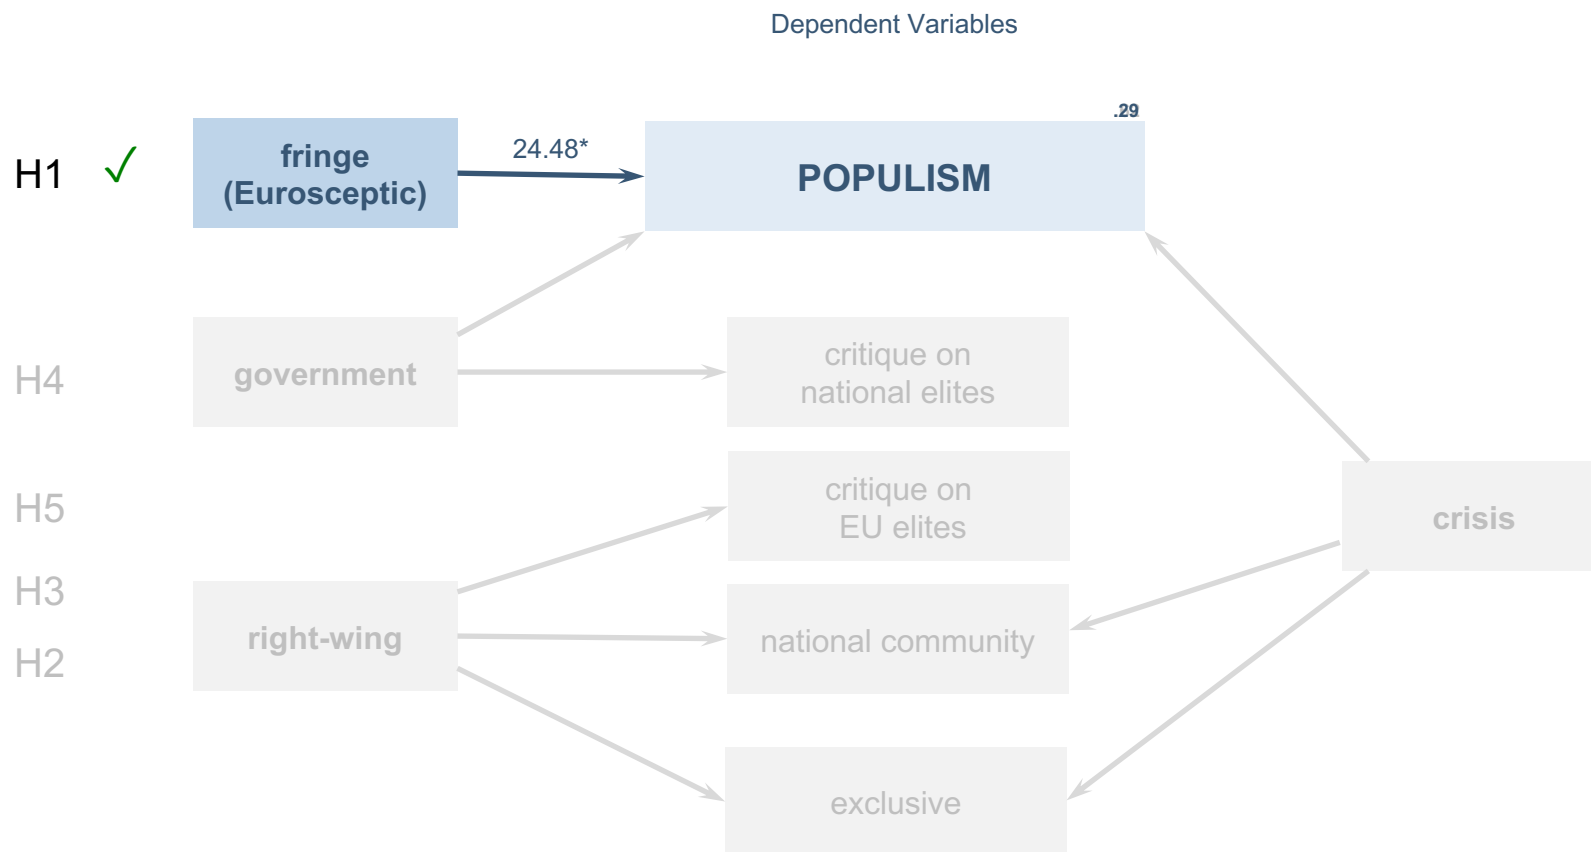 Dependent Variables
.29
H1 ✓
fringe
(Eurosceptic)
24.48*
POPULISM
H4
government
critique on
national elites
H5
critique on
EU elites
crisis
H3
H2
right-wing
national community
exclusive